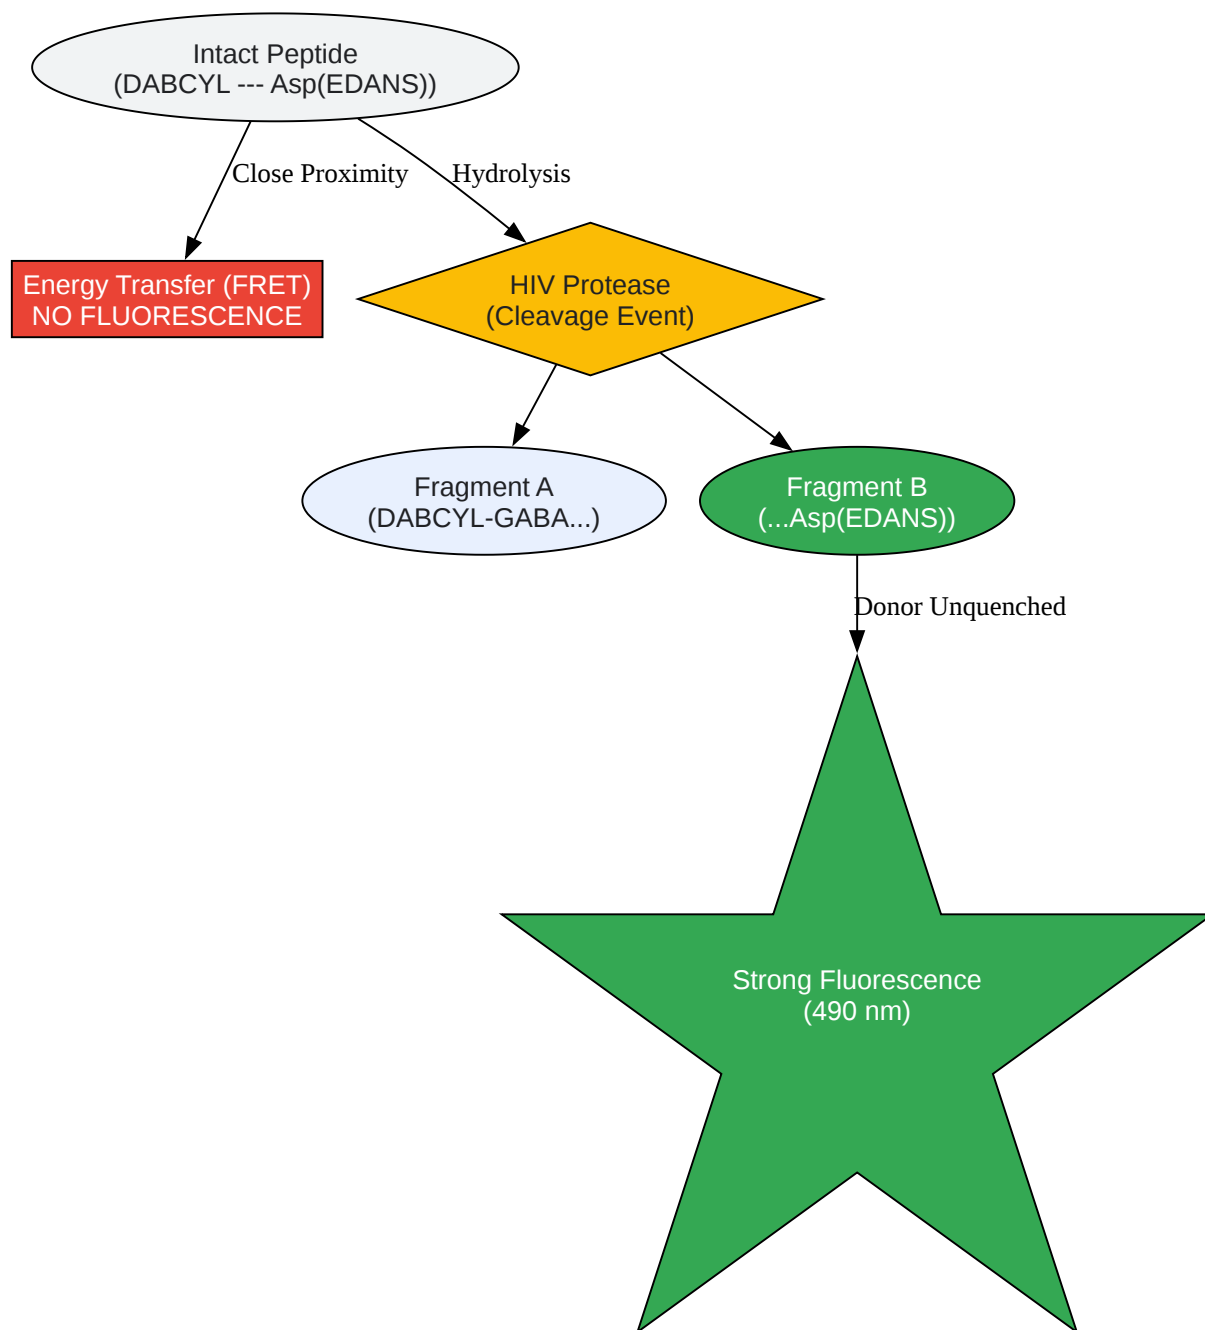 Intact Peptide
(DABCYL --- Asp(EDANS))
Close Proximity
Hydrolysis
Energy Transfer (FRET)
NO FLUORESCENCE
HIV Protease
(Cleavage Event)
Fragment A
(DABCYL-GABA...)
Fragment B
(...Asp(EDANS))
Donor Unquenched
Strong Fluorescence
(490 nm)